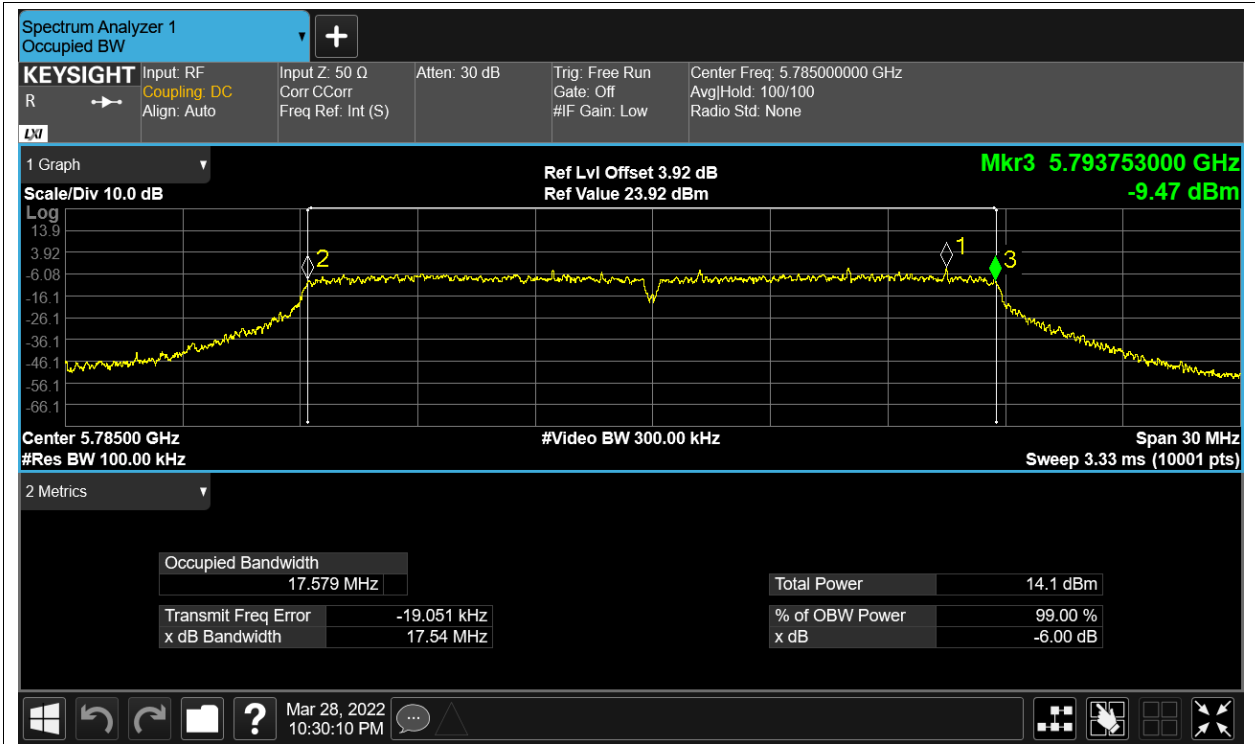 Spectrum Analyzer 1
Occupied BW
KEYSIGHT
R
LXI
Input: RF
Coupling: DC
Align: Auto
Input Z: 50 Ω
Corr CCorr
Freq Ref: Int (S)
Atten: 30 dB
Trig: Free Run
Gate: Off
#IF Gain: Low
Center Freq: 5.785000000 GHz
Avg|Hold: 100/100
Radio Std: None
1 Graph
Scale/Div 10.0 dB
Ref Lvl Offset 3.92 dB
Ref Value 23.92 dBm
Mkr3 5.793753000 GHz
-9.47 dBm
Log
13.9
3.92
-6.08
-16.1
-26.1
-36.1
-46.1
-56.1
-66.1
2
1
3
Center 5.78500 GHz
#Res BW 100.00 kHz
#Video BW 300.00 kHz
Span 30 MHz
Sweep 3.33 ms (10001 pts)
2 Metrics
Occupied Bandwidth
17.579 MHz
Transmit Freq Error -19.051 kHz
x dB Bandwidth 17.54 MHz
Total Power 14.1 dBm
% of OBW Power 99.00 %
x dB -6.00 dB
Mar 28, 2022
10:30:10 PM